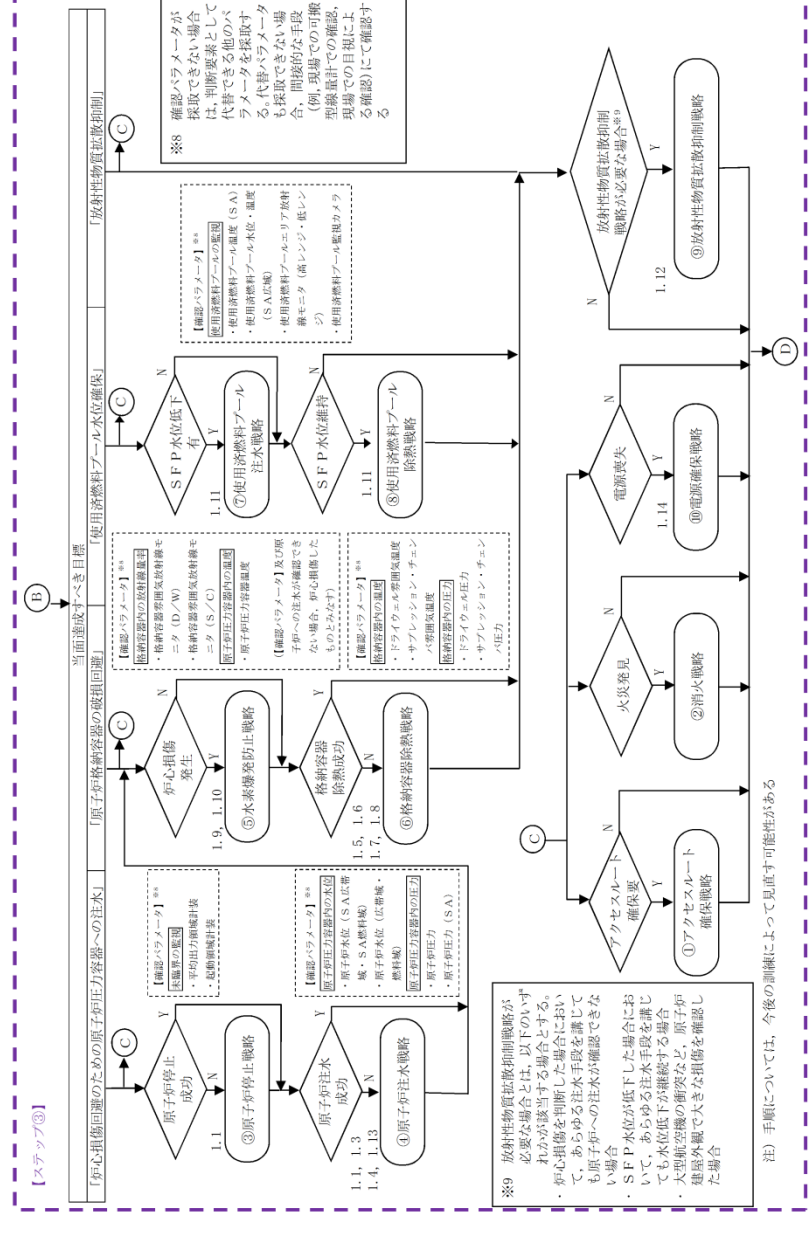 【ステップ③】
B
当面達成すべき目標
「炉心損傷回避のための原子炉圧力容器への注水」
「原子炉格納容器の破損回避」
「使用済燃料プール水位確保」
「放射性物質拡散抑制」
C
原子炉停止
成功
Y
N
1.1
③原子炉停止戦略
原子炉注水
成功
Y
N
1.1, 1.3
1.4, 1.13
④原子炉注水戦略
【確認パラメータ】※8
未臨界の監視
・平均出力領域計装
・起動領域計装
【確認パラメータ】※8
原子炉圧力容器内の水位
・原子炉水位（ＳＡ広帯
域・ＳＡ燃料域）
・原子炉水位（広帯域・
燃料域）
原子炉圧力容器内の圧力
・原子炉圧力
・原子炉圧力（ＳＡ）
C
炉心損傷
発生
N
Y
1.9, 1.10
⑤水素爆発防止戦略
格納容器
除熱成功
Y
N
1.5, 1.6
1.7, 1.8
⑥格納容器除熱戦略
【確認パラメータ】※8
格納容器内の放射線量率
・格納容器雰囲気放射線モ
ニタ（Ｄ／Ｗ）
・格納容器雰囲気放射線モ
ニタ（Ｓ／Ｃ）
原子炉圧力容器内の温度
・原子炉圧力容器温度
（【確認パラメータ】及び原
子炉への注水が確認でき
ない場合，炉心損傷した
ものとみなす）
【確認パラメータ】※8
格納容器内の温度
・ドライウェル雰囲気温度
・サプレッション・チェン
バ雰囲気温度
格納容器内の圧力
・ドライウェル圧力
・サプレッション・チェン
バ圧力
C
ＳＦＰ水位低下
有
N
Y
1.11
⑦使用済燃料プール
注水戦略
ＳＦＰ水位維持
N
Y
1.11
⑧使用済燃料プール
除熱戦略
【確認パラメータ】※8
使用済燃料プールの監視
・使用済燃料プール温度（ＳＡ）
・使用済燃料プール水位・温度
（ＳＡ広域）
・使用済燃料プールエリア放射
線モニタ（高レンジ・低レン
ジ）
・使用済燃料プール監視カメラ
C
※8 確認パラメータが
採取できない場合
は，判断要素として
代替できる他のパ
ラメータを採取す
る。代替パラメータ
も採取できない場
合，間接的な手段
（例，現場での可搬
型線量計での確認，
現場での目視によ
る確認）にて確認す
る
※9 放射性物質拡散抑制戦略が
必要な場合とは，以下のいず
れかが該当する場合とする。
・炉心損傷を判断した場合におい
て，あらゆる注水手段を講じて
も原子炉への注水が確認できな
い場合
・ＳＦＰ水位が低下した場合にお
いて，あらゆる注水手段を講じ
ても水位低下が継続する場合
・大型航空機の衝突など，原子炉
建屋外観で大きな損傷を確認し
た場合
C
アクセスルート
確保要
N
Y
①アクセスルート
確保戦略
火災発見
N
Y
②消火戦略
電源喪失
N
Y
1.14
⑩電源確保戦略
放射性物質拡散抑制
戦略が必要な場合※9
N
Y
1.12
⑨放射性物質拡散抑制戦略
D
注）手順については，今後の訓練によって見直す可能性がある